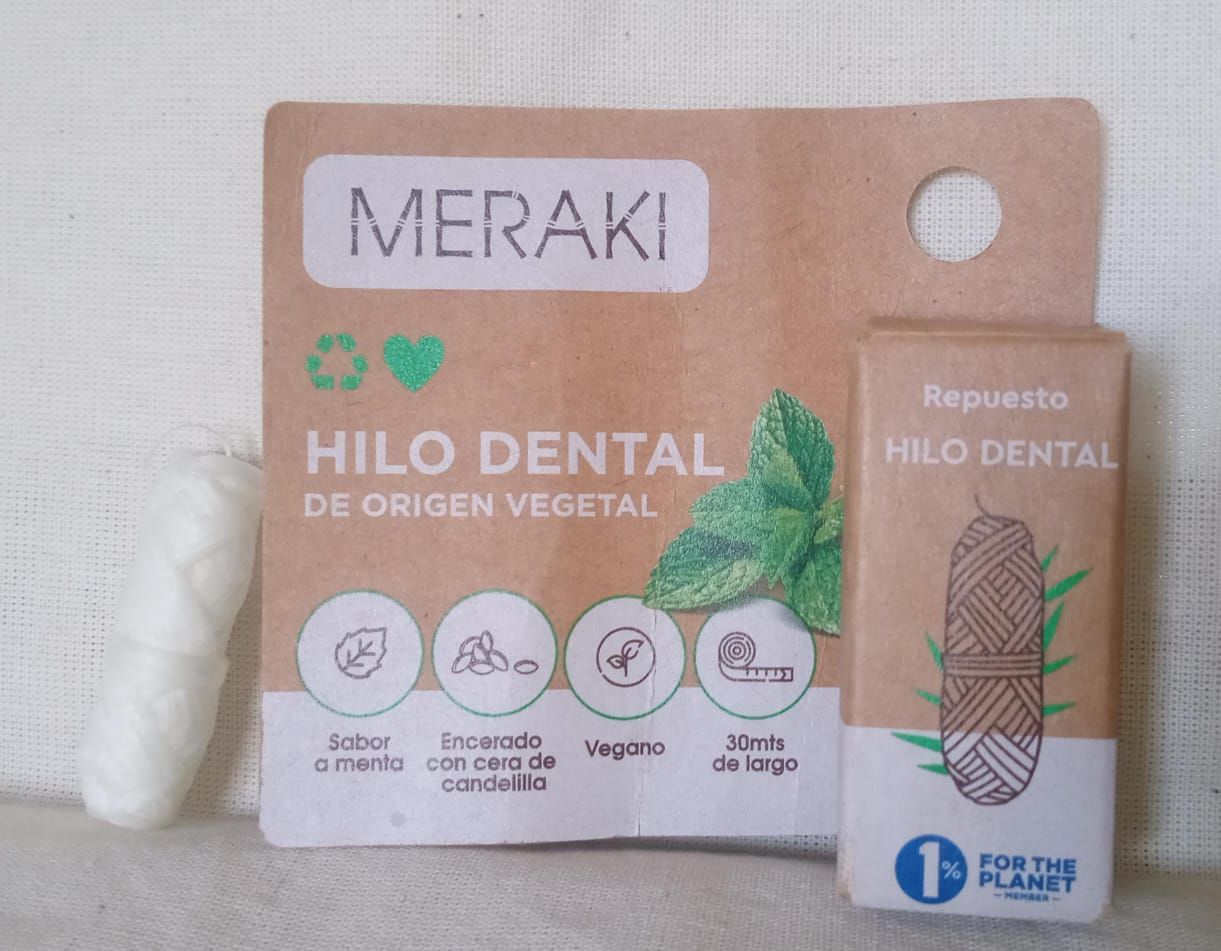 MERAKI
HILO DENTAL
DE ORIGEN VEGETAL
Sabor
a menta
Encerado
con cera de
candelilla
Vegano
30mts
de largo
Repuesto
HILO DENTAL
1%
FOR THE
PLANET
MEMBER